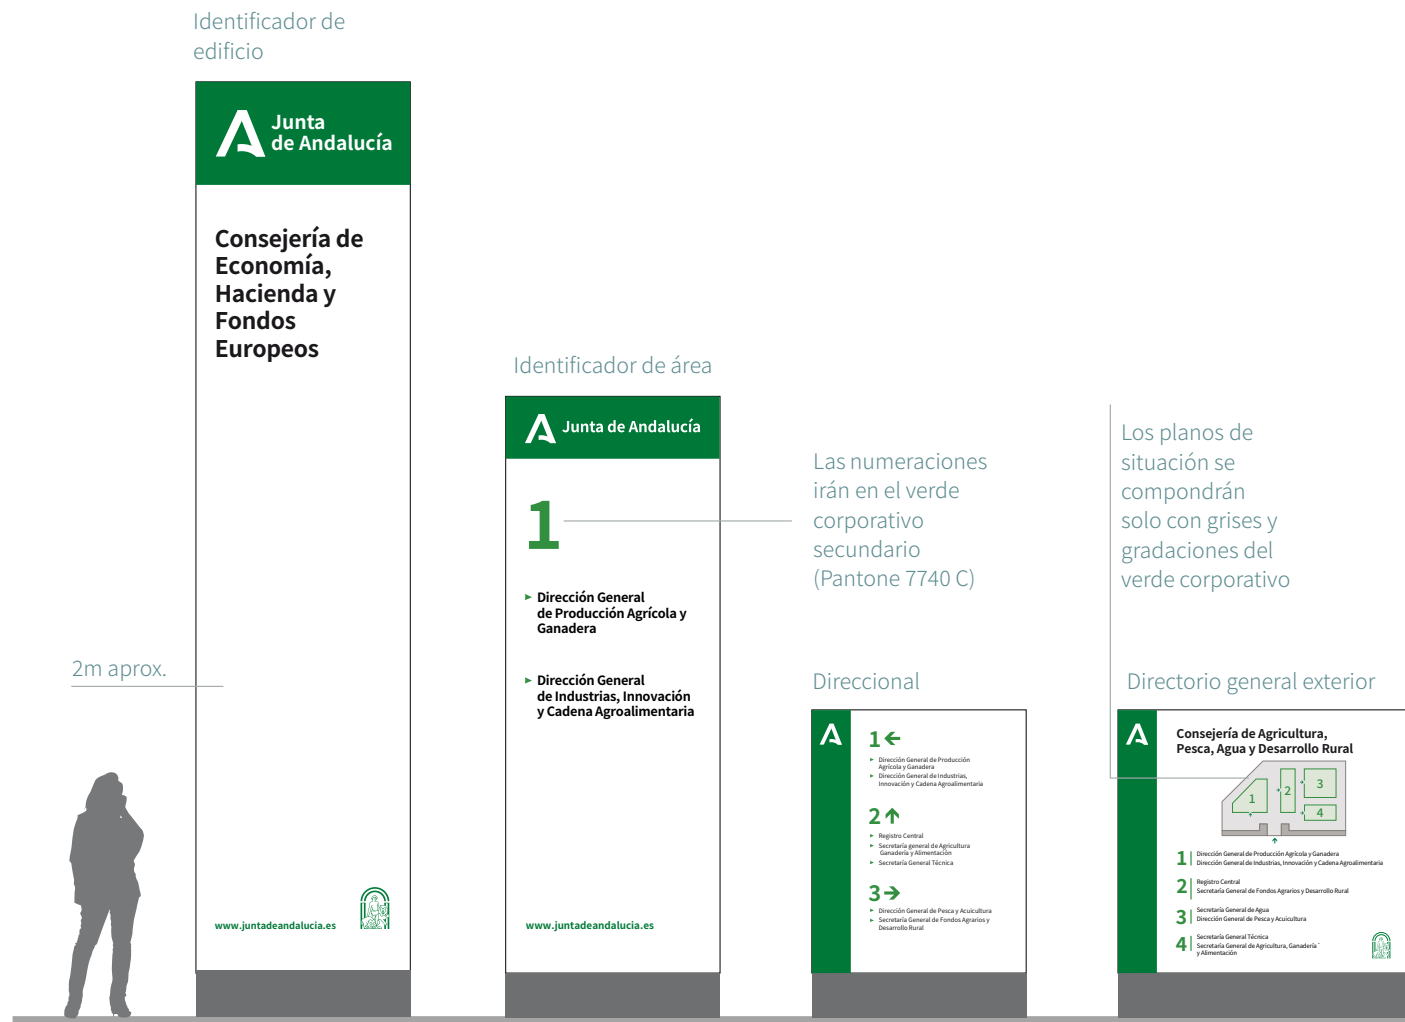 Identificador de
edificio
Junta
de Andalucía
Consejería de
Economía,
Hacienda y
Fondos
Europeos
2m aprox.
www.juntadeandalucia.es
Identificador de área
Junta de Andalucía
1
► Dirección General
de Producción Agrícola y
Ganadera
► Dirección General
de Industrias, Innovación
y Cadena Agroalimentaria
www.juntadeandalucia.es
Las numeraciones
irán en el verde
corporativo
secundario
(Pantone 7740 C)
Direccional
1 ←
► Dirección General de Producción
Agrícola y Ganadera
► Dirección General de Industrias,
Innovación y Cadena Agroalimentaria
2 ↑
► Registro Central
► Secretaría general de Agricultura
Ganadería y Alimentación
► Secretaría General Técnica
3 →
► Dirección General de Pesca y Acuicultura
► Secretaría General de Fondos Agrarios y
Desarrollo Rural
Los planos de
situación se
compondrán
solo con grises y
gradaciones del
verde corporativo
Directorio general exterior
Consejería de Agricultura,
Pesca, Agua y Desarrollo Rural
1
2
3
4
1 Dirección General de Producción Agrícola y Ganadera
Dirección General de Industrias, Innovación y Cadena Agroalimentaria
2 Registro Central
Secretaría General de Fondos Agrarios y Desarrollo Rural
3 Secretaría General de Agua
Dirección General de Pesca y Acuicultura
4 Secretaría General Técnica
Secretaría General de Agricultura, Ganadería ´
y Alimentación